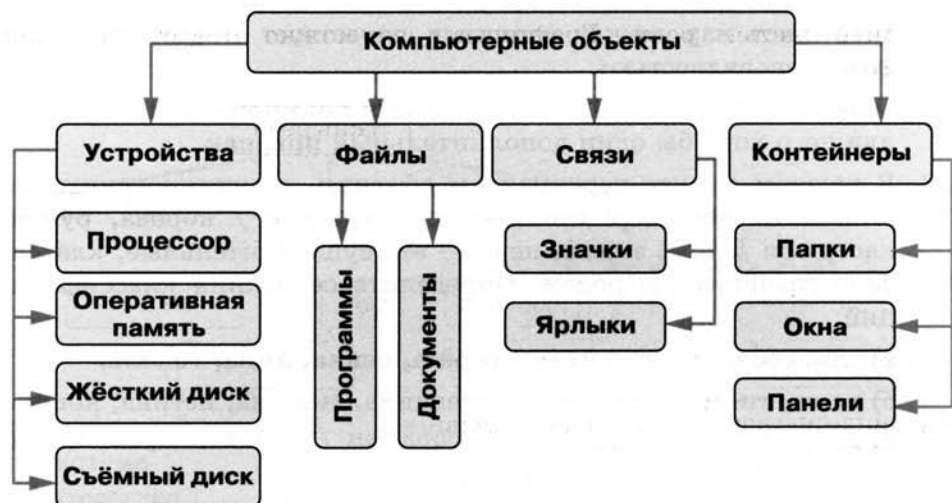 Компьютерные объекты
Устройства
Файлы
Связи
Контейнеры
Процессор
Оперативная
память
Жёсткий диск
Съёмный диск
Программы
Документы
Значки
Ярлыки
Папки
Окна
Панели